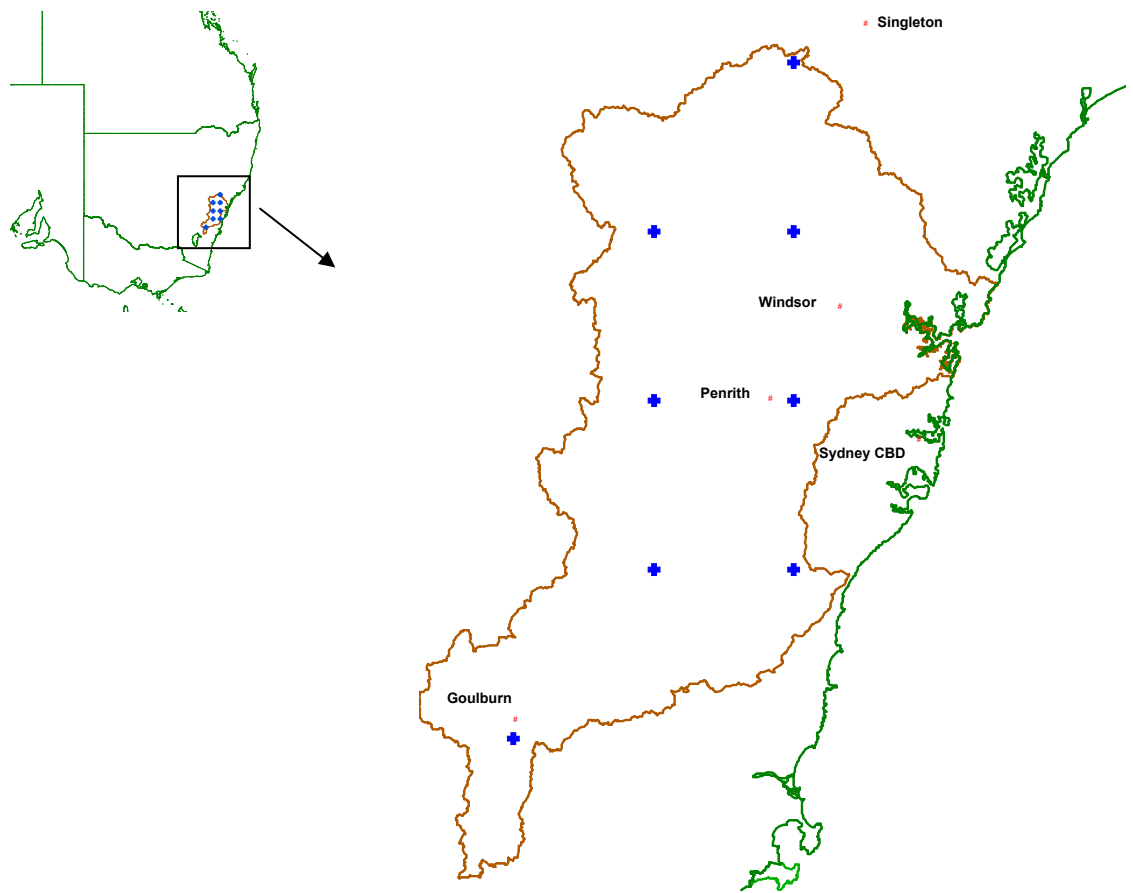 # Singleton
Windsor #
Penrith #
#
Sydney CBD
Goulburn
#